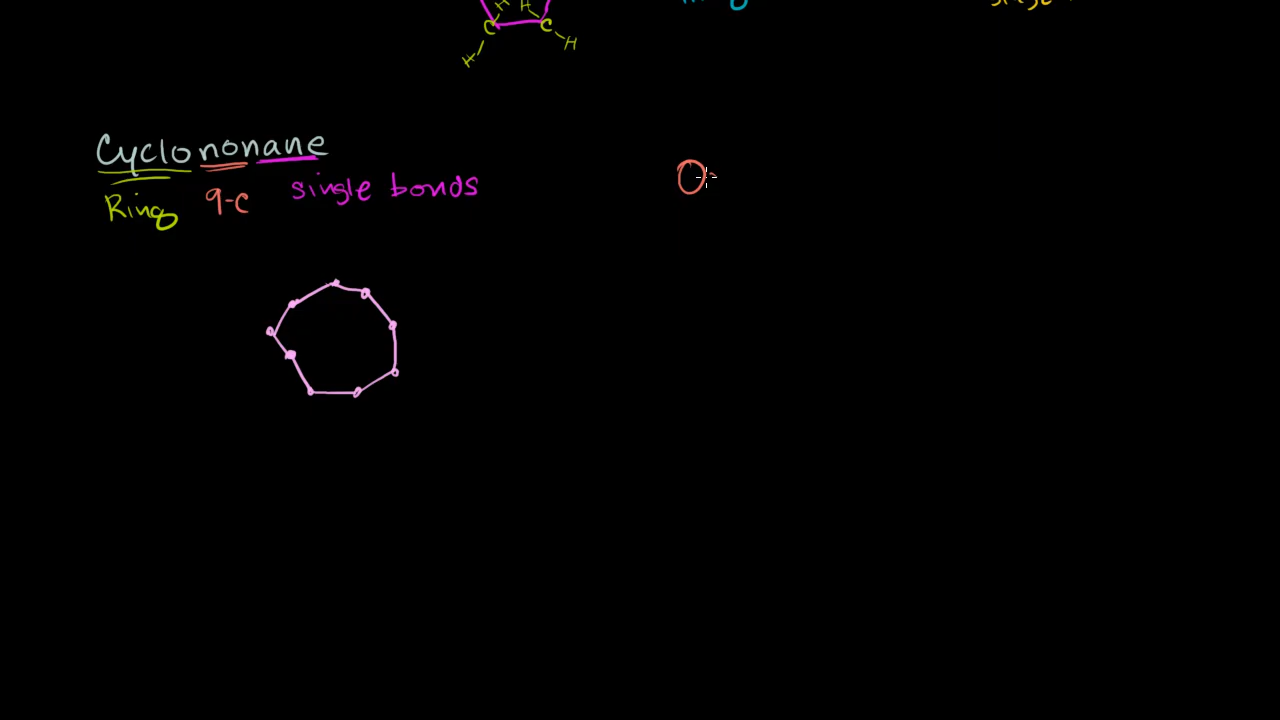 H H
C C
H H
Cyclononane
Ring 9-C single bonds
O